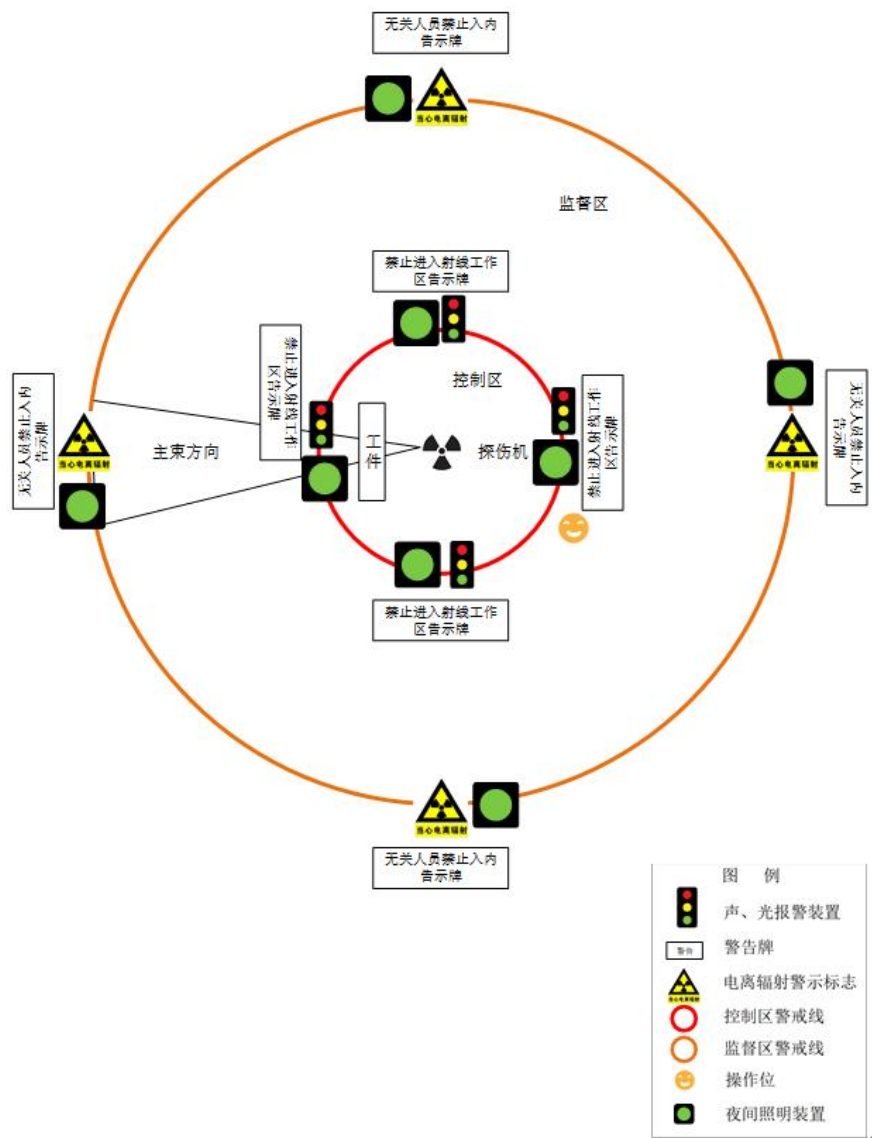 无关人员禁止入内
告示牌
当心电离辐射
监督区
禁止进入射线工作
区告示牌
控制区
禁止进入射线工作
区告示牌
禁止进入射线工作
区告示牌
无关人员禁止入内
告示牌
无关人员禁止入内
告示牌
当心电离辐射
主束方向
工件
探伤机
当心电离辐射
禁止进入射线工作
区告示牌
当心电离辐射
无关人员禁止入内
告示牌
图 例
声、光报警装置
警告
警告牌
当心电离辐射
电离辐射警示标志
控制区警戒线
监督区警戒线
操作位
夜间照明装置